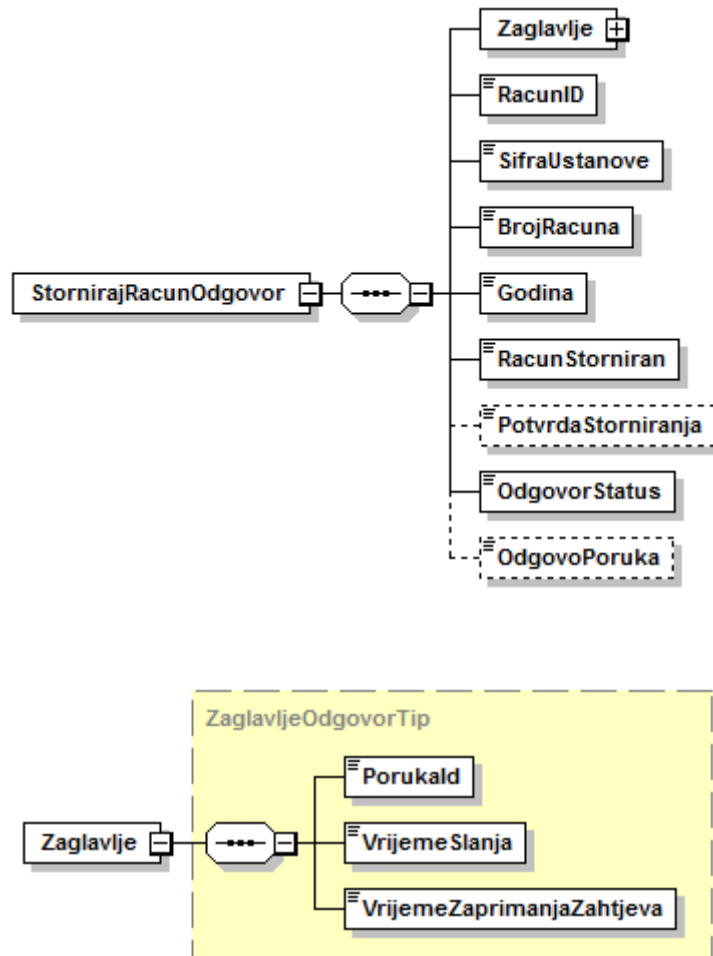 Zaglavlje
RacunID
SifraUstanove
BrojRacuna
StornirajRacunOdgovor
Godina
RacunStorniran
PotvrdaStorniranja
OdgovorStatus
OdgovoPoruka
ZaglavljeOdgovorTip
PorukaId
Zaglavlje
VrijemeSlanja
VrijemeZaprimanjaZahtjeva